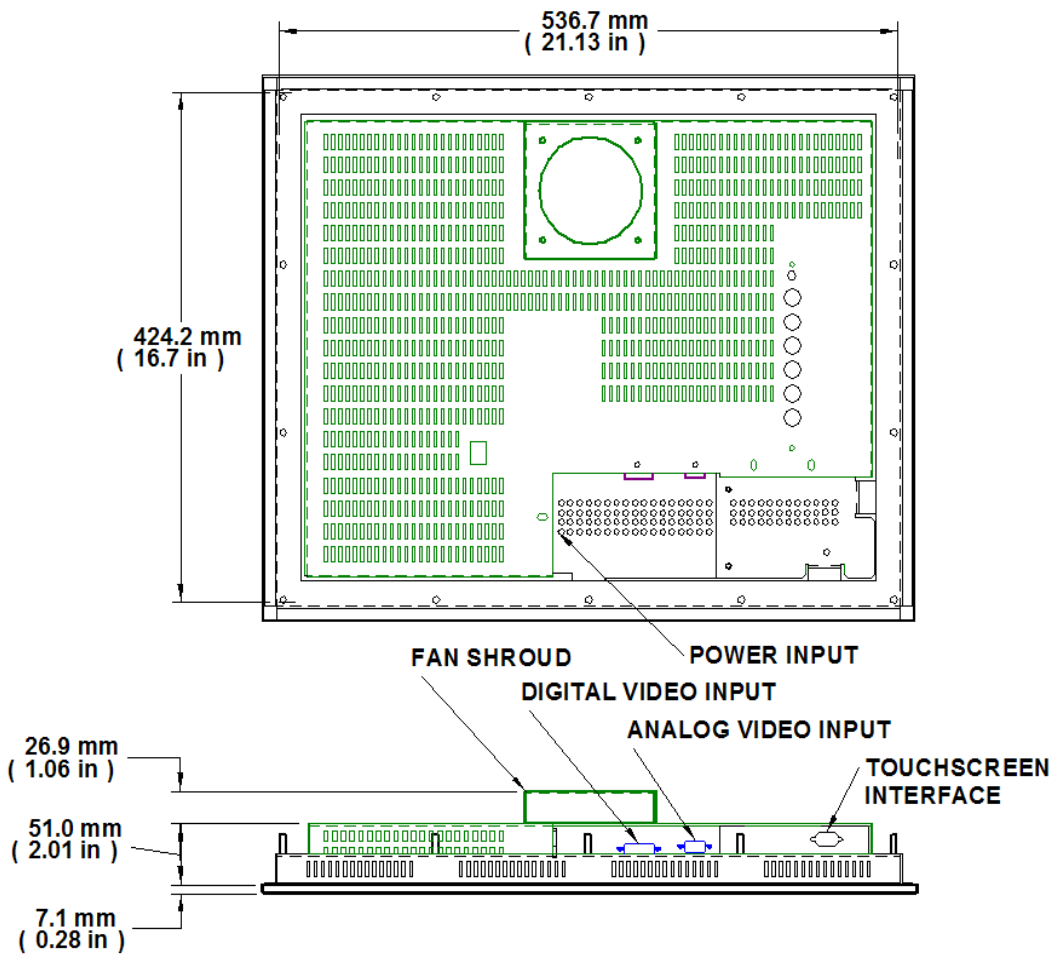 536.7 mm
( 21.13 in )
424.2 mm
( 16.7 in )
FAN SHROUD
POWER INPUT
DIGITAL VIDEO INPUT
ANALOG VIDEO INPUT
26.9 mm
( 1.06 in )
TOUCHSCREEN
INTERFACE
51.0 mm
( 2.01 in )
7.1 mm
( 0.28 in )